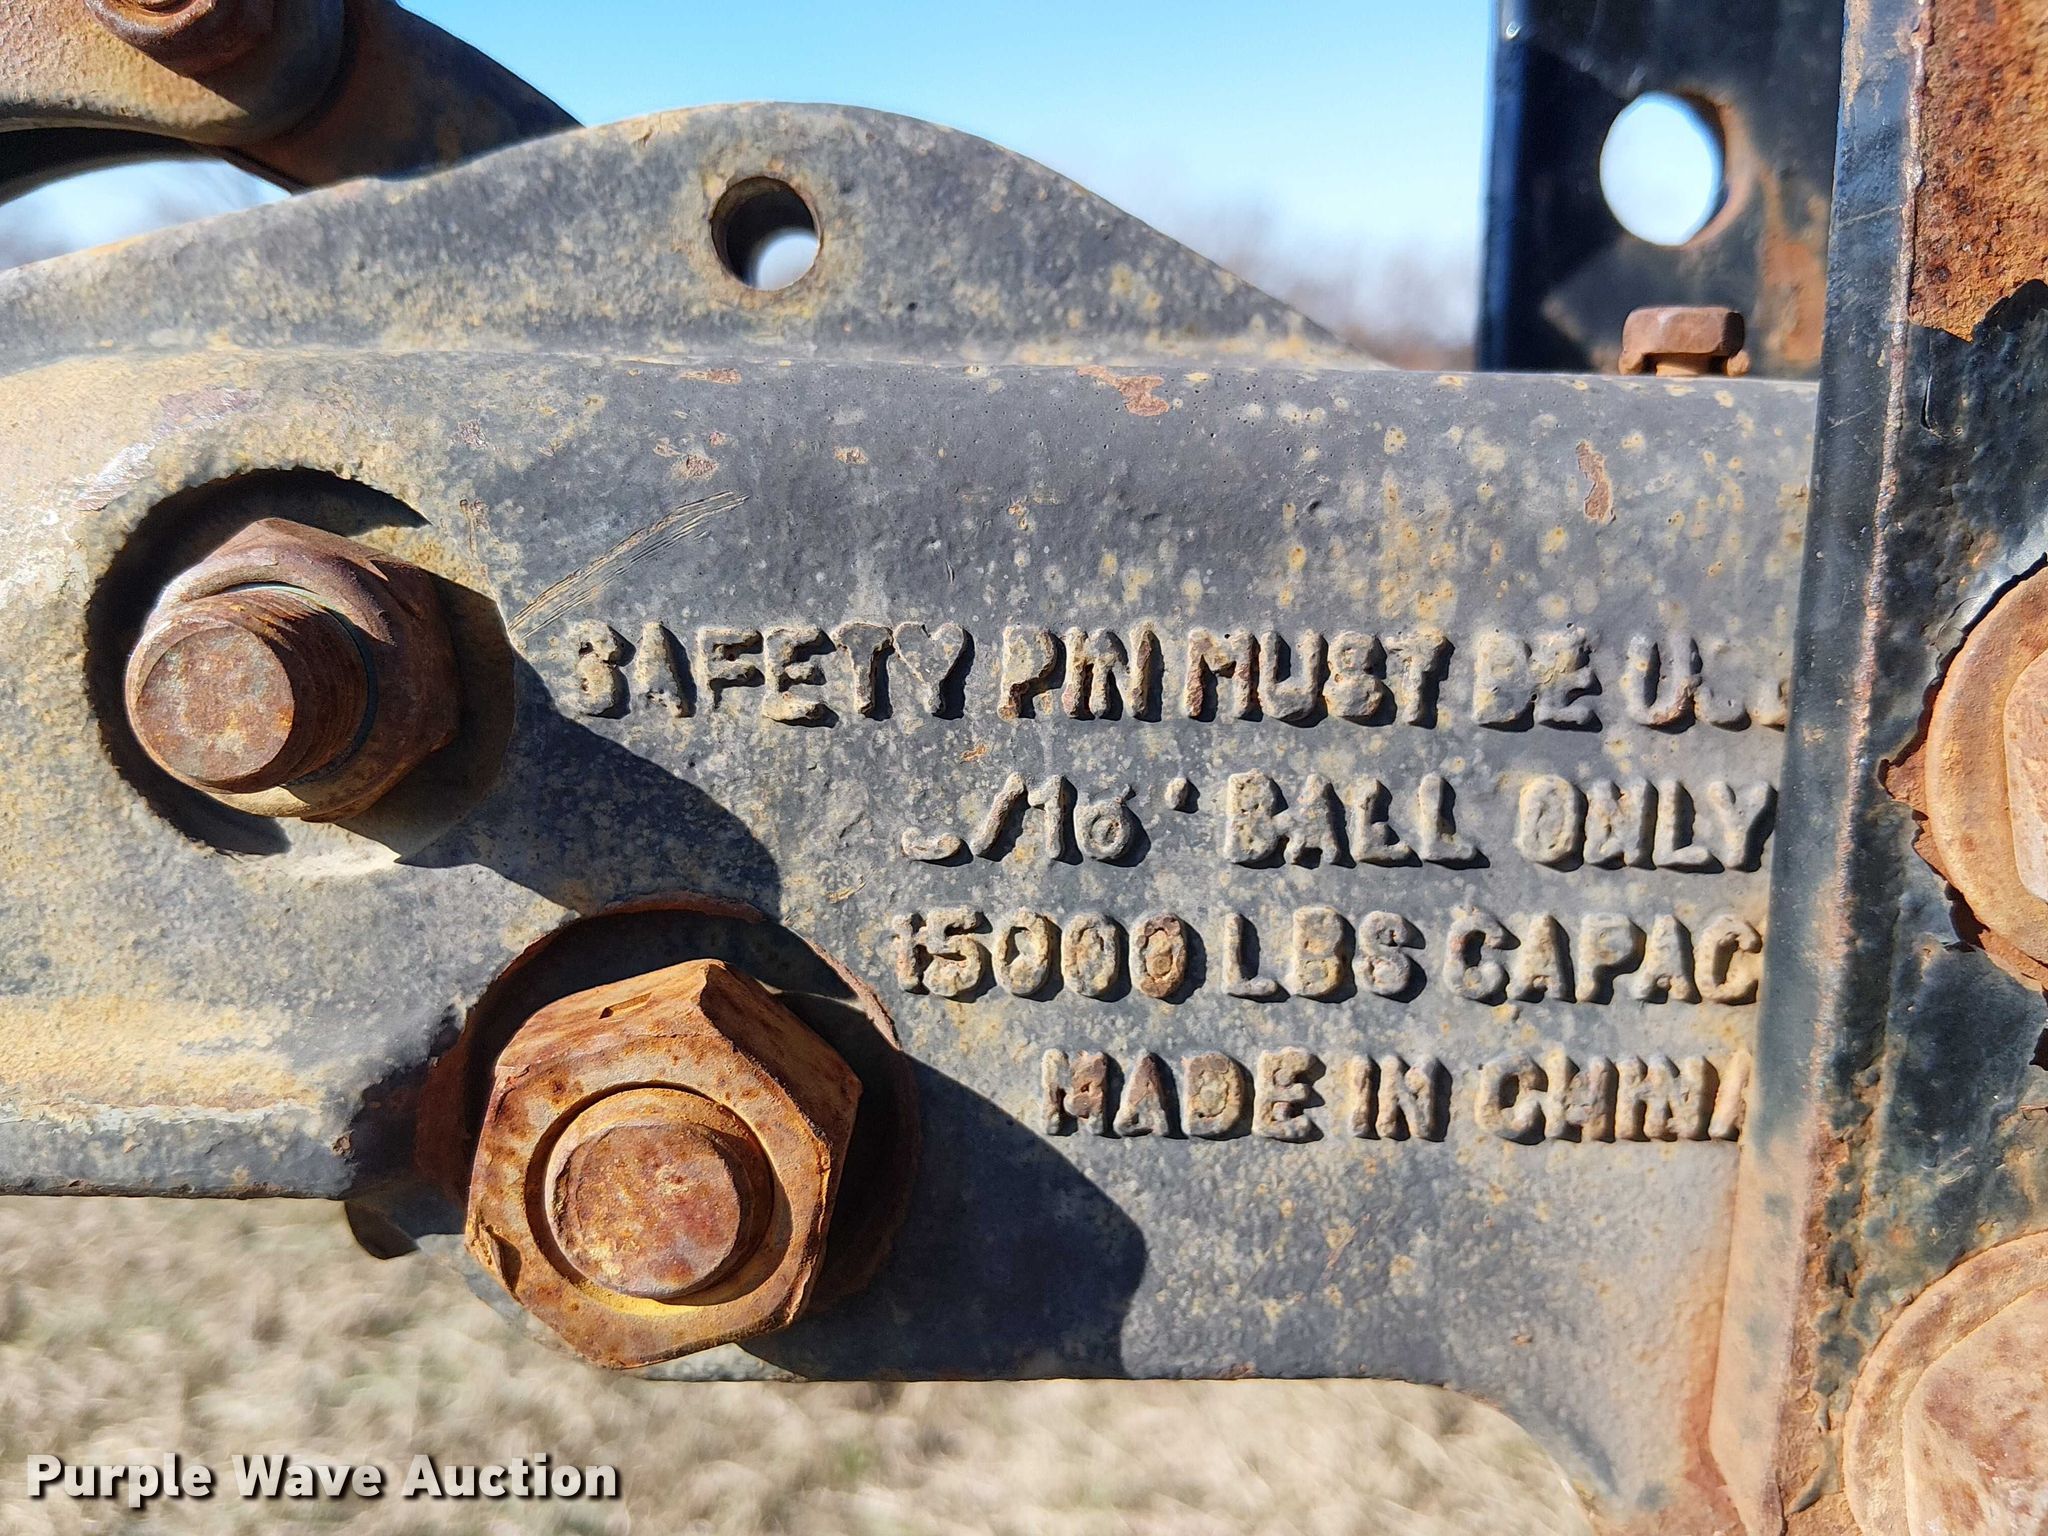 SAFETY PIN MUST BE
/16" BALL ONLY
15000 LBS CAPAC
MADE IN CHINA
Purple Wave Auction